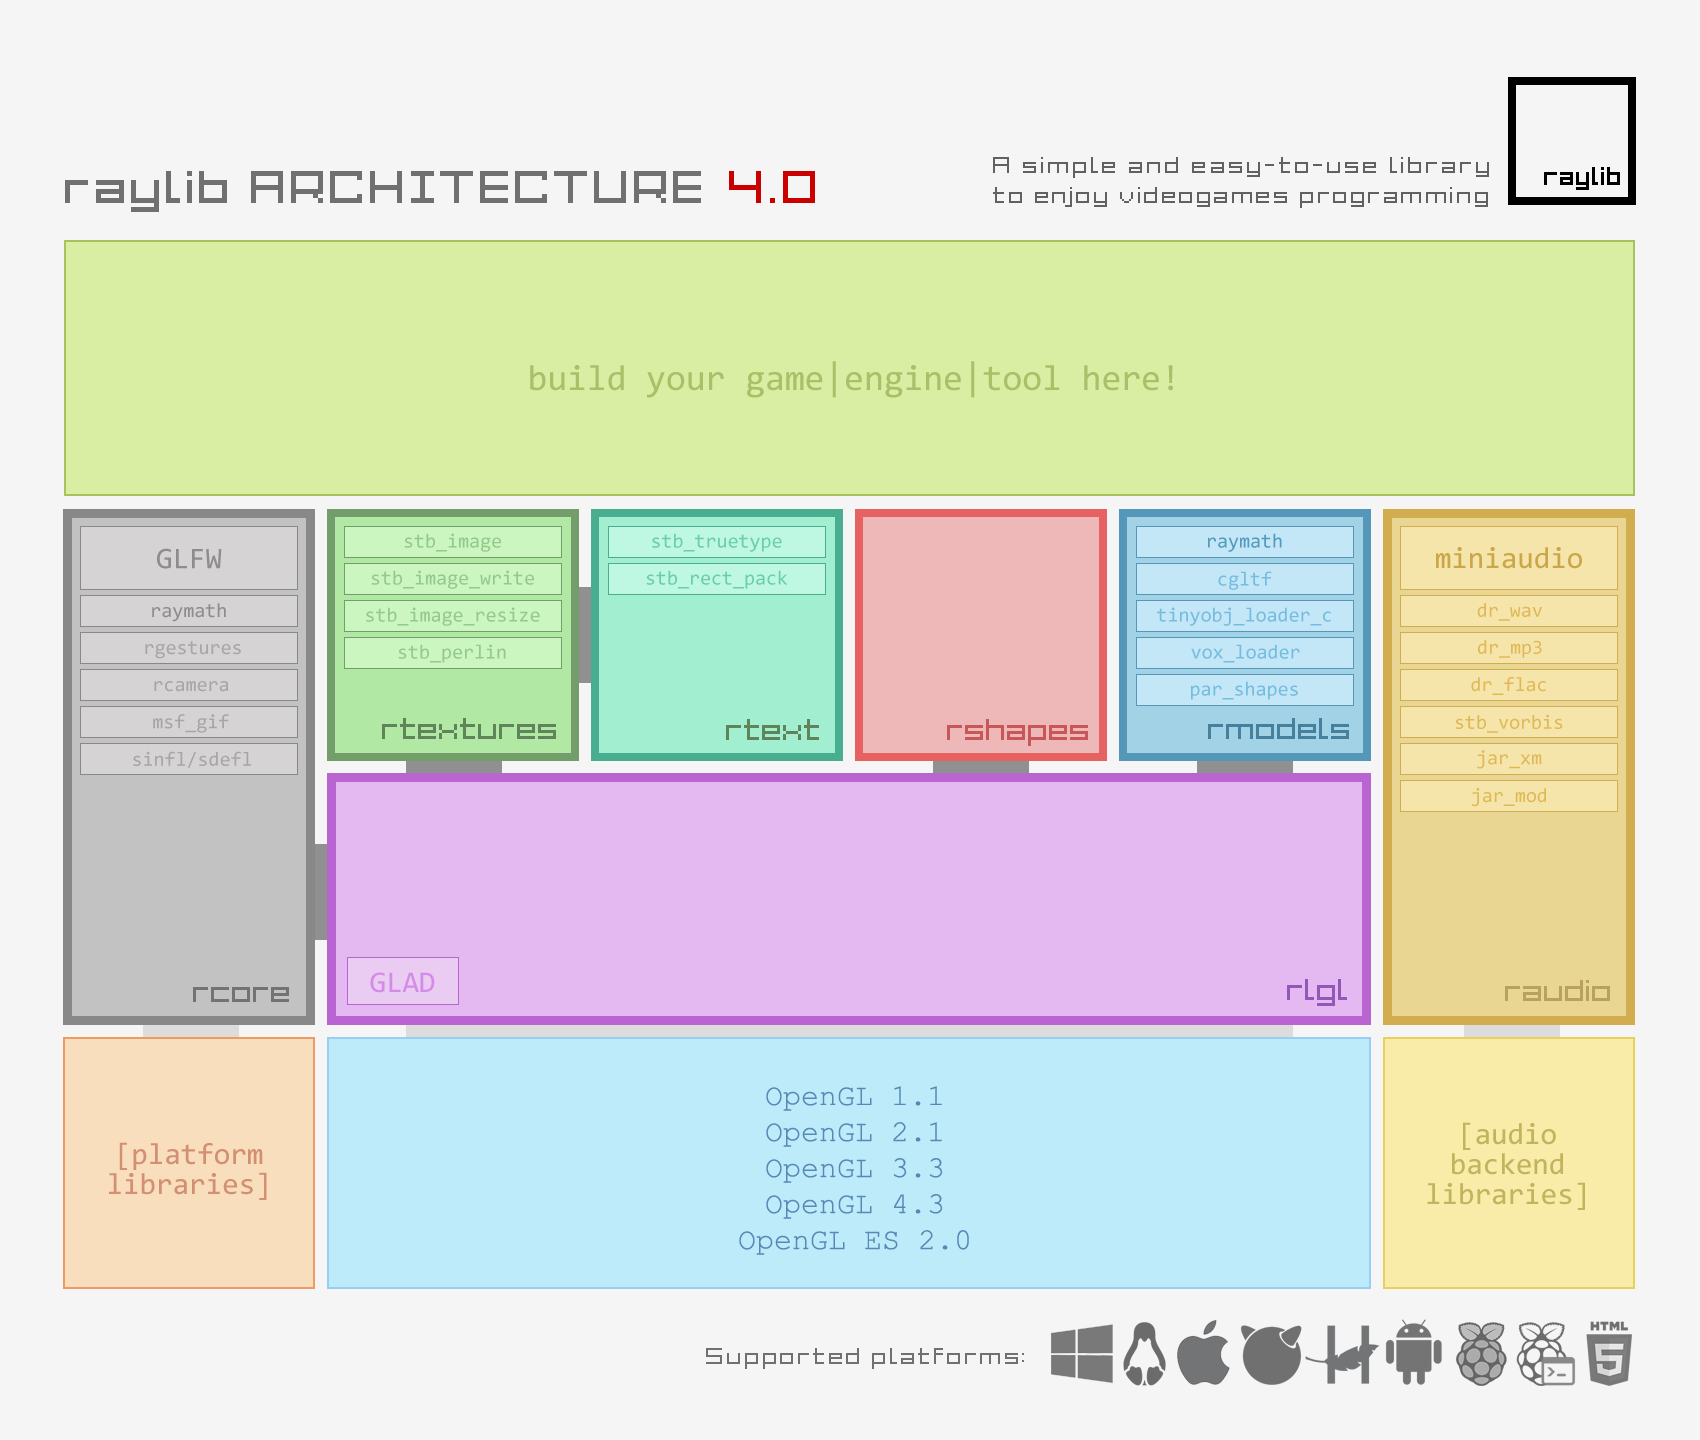 raylib ARCHITECTURE 4.0
A simple and easy-to-use library
to enjoy videogames programming
raylib
build your game|engine|tool here!
GLFW
raymath
rgestures
rcamera
msf_gif
sinfl/sdefl
rcore
stb_image
stb_image_write
stb_image_resize
stb_perlin
rtextures
stb_truetype
stb_rect_pack
rtext
rshapes
raymath
cgltf
tinyobj_loader_c
vox_loader
par_shapes
rmodels
miniaudio
dr_wav
dr_mp3
dr_flac
stb_vorbis
jar_xm
jar_mod
raudio
GLAD
rlgl
[platform
libraries]
OpenGL 1.1
OpenGL 2.1
OpenGL 3.3
OpenGL 4.3
OpenGL ES 2.0
[audio
backend
libraries]
Supported platforms:
HTML
5